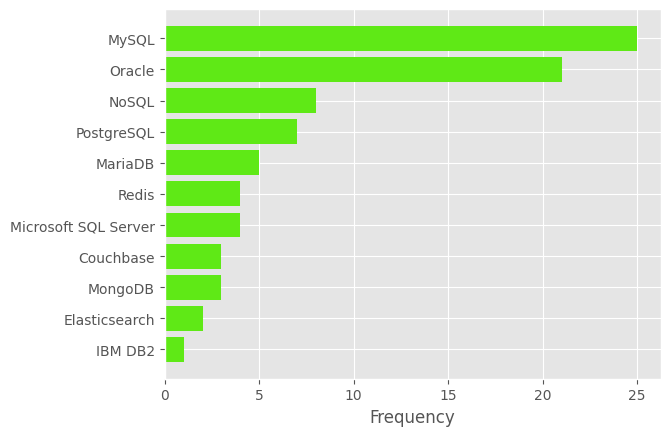 MySQL
Oracle
NoSQL
PostgreSQL
MariaDB
Redis
Microsoft SQL Server
Couchbase
MongoDB
Elasticsearch
IBM DB2
0 5 10 15 20 25
Frequency